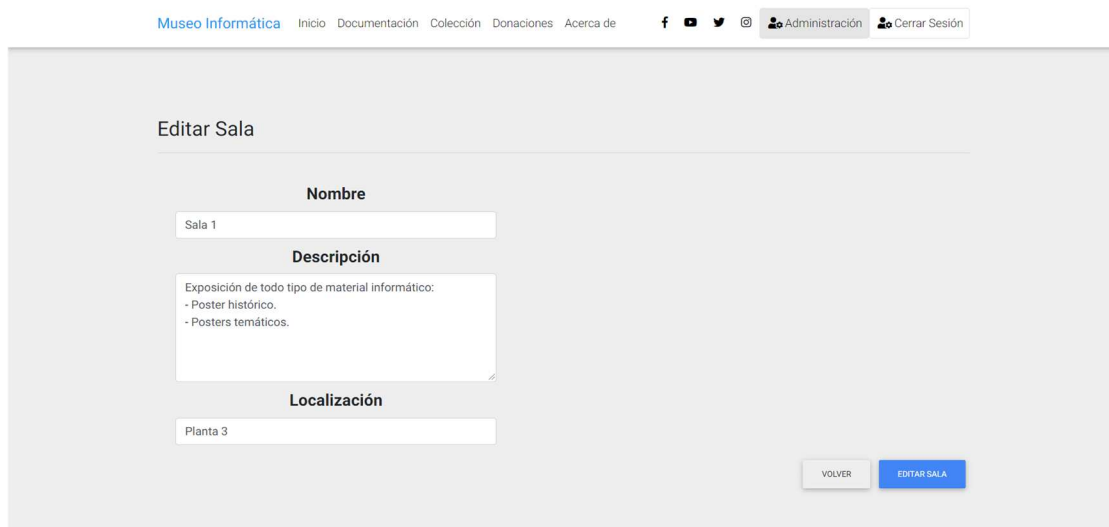 Museo Informática Inicio Documentación Colección Donaciones Acerca de Administración Cerrar Sesión
Editar Sala
Nombre
Sala 1
Descripción
Exposición de todo tipo de material informático:
- Poster histórico.
- Posters temáticos.
Localización
Planta 3
VOLVER EDITAR SALA